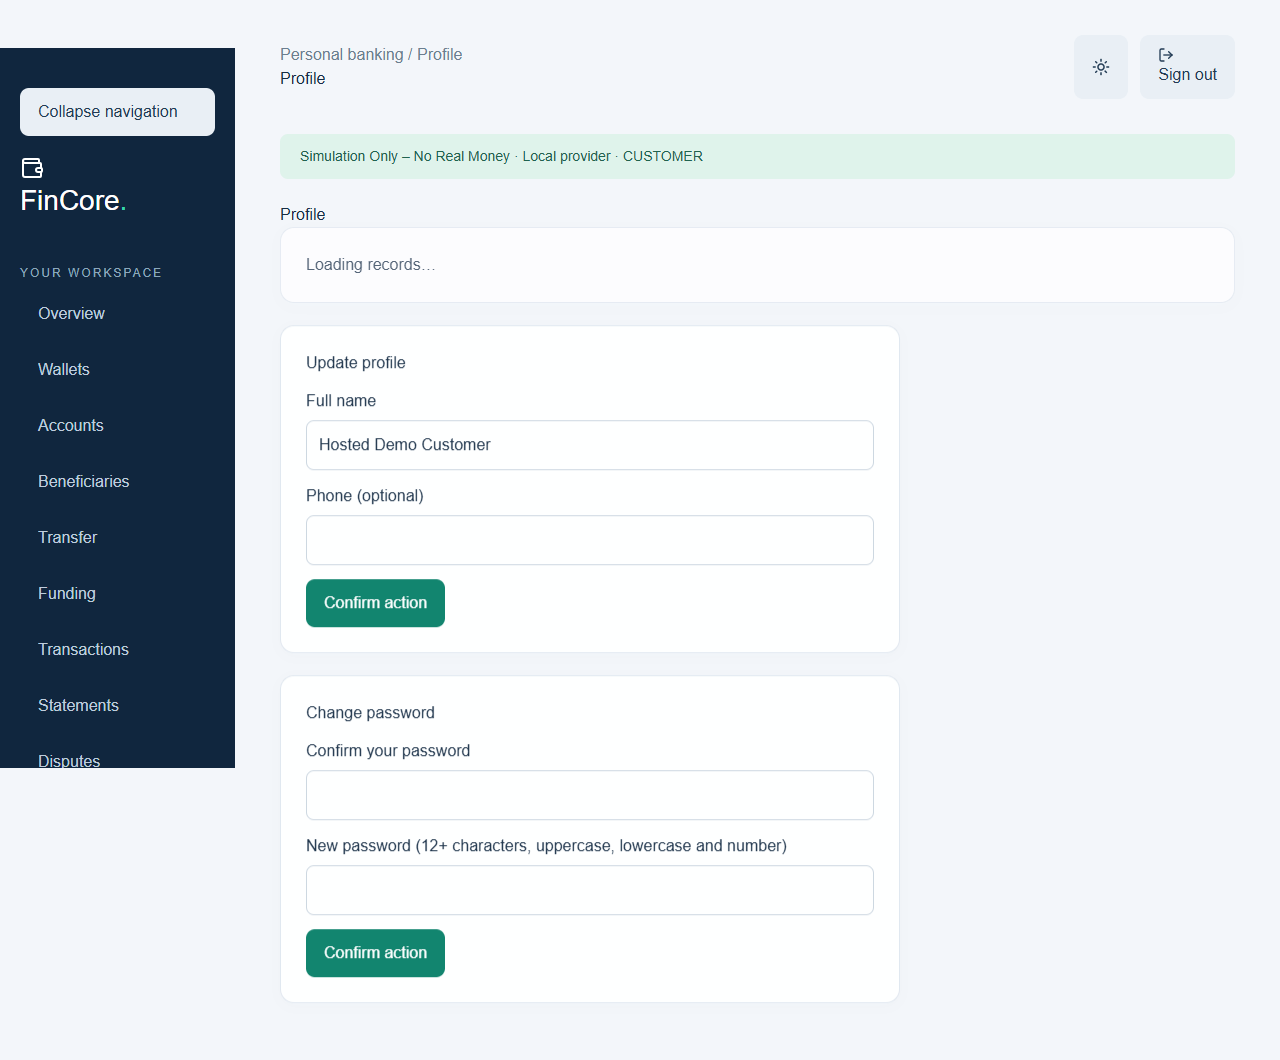 Collapse navigation
FinCore.
YOUR WORKSPACE
Overview
Wallets
Accounts
Beneficiaries
Transfer
Funding
Transactions
Statements
Disputes
Personal banking / Profile
Profile
Sign out
Simulation Only – No Real Money · Local provider · CUSTOMER
Profile
Loading records…
Update profile
Full name
Hosted Demo Customer
Phone (optional)
Confirm action
Change password
Confirm your password
New password (12+ characters, uppercase, lowercase and number)
Confirm action